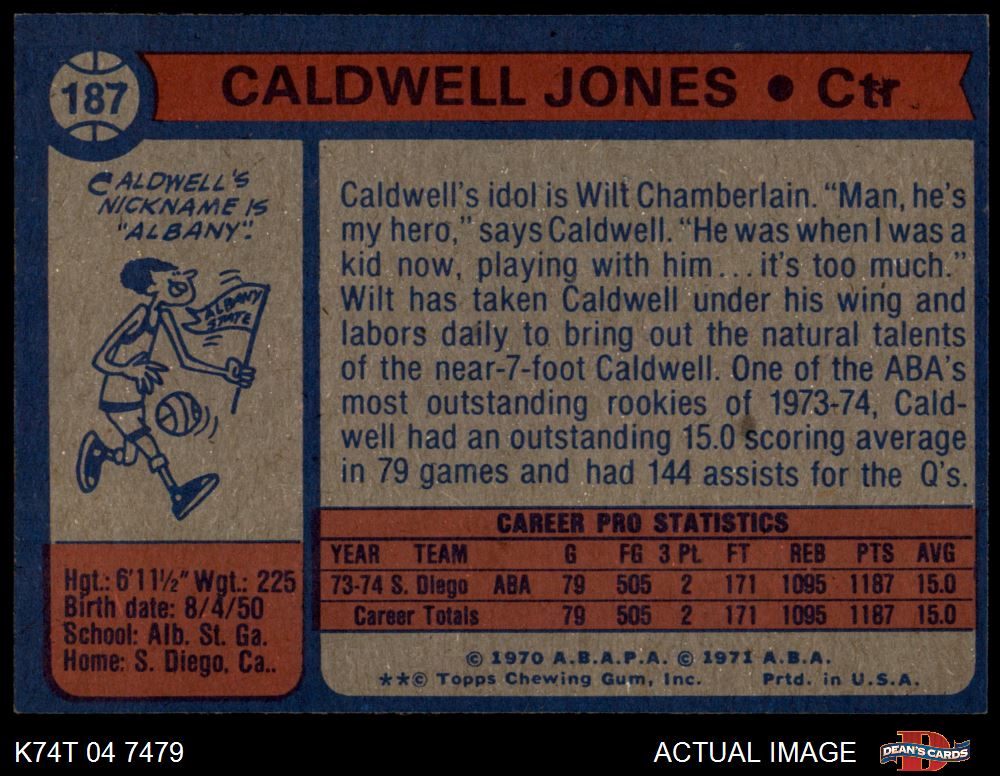 187
CALDWELL JONES • Ctr
CALDWELL'S
NICKNAME IS
"ALBANY".
ALBANY
STATE
Caldwell's idol is Wilt Chamberlain. “Man, he's
my hero,” says Caldwell. “He was when I was a
kid now, playing with him...it's too much.”
Wilt has taken Caldwell under his wing and
labors daily to bring out the natural talents
of the near-7-foot Caldwell. One of the ABA's
most outstanding rookies of 1973-74, Cald-
well had an outstanding 15.0 scoring average
in 79 games and had 144 assists for the Q's.
Hgt.: 6'11½" Wgt.: 225
Birth date: 8/4/50
School: Alb. St. Ga.
Home: S. Diego, Ca..
CAREER PRO STATISTICS
YEAR TEAM G FG 3 Pt. FT REB PTS AVG
73-74 S. Diego ABA 79 505 2 171 1095 1187 15.0
Career Totals 79 505 2 171 1095 1187 15.0
© 1970 A.B.A.P.A. © 1971 A.B.A.
**© Topps Chewing Gum, Inc. Prtd. in U.S.A.
K74T 04 7479
ACTUAL IMAGE
DEAN'S CARDS